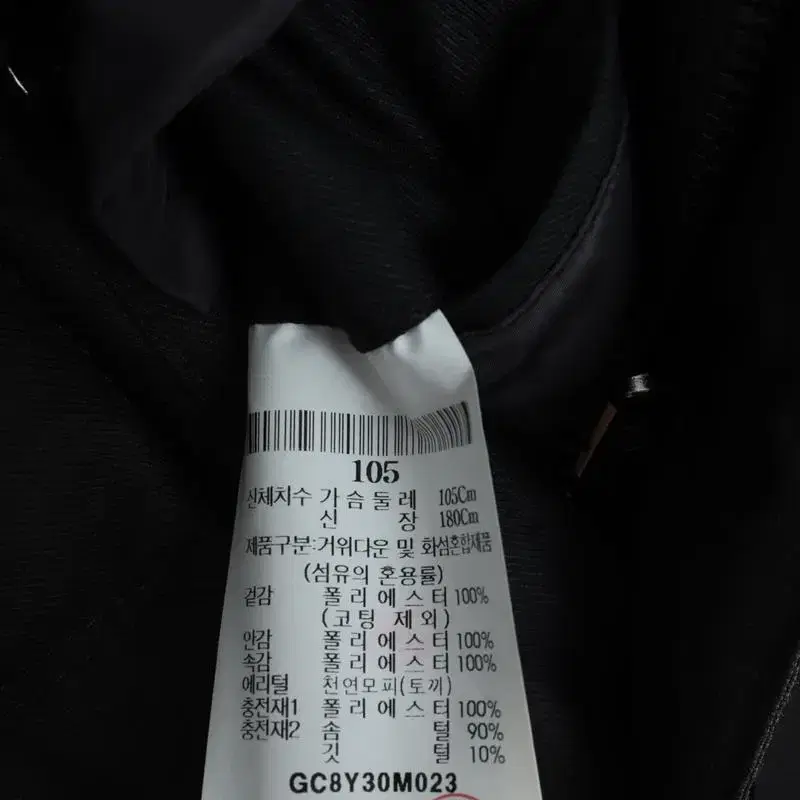 105
신체치수 가슴둘레 105Cm
신장 180Cm
제품구분:거위다운 및 화섬혼합제품
(섬유의 혼용률)
겉감 폴리에스터 100%
(코팅 제외)
안감 폴리에스터 100%
속감 폴리에스터 100%
에리털 천연모피(토끼)
충전재1 폴리에스터 100%
충전재2 솜털 90%
깃털 10%
GC8Y30M023